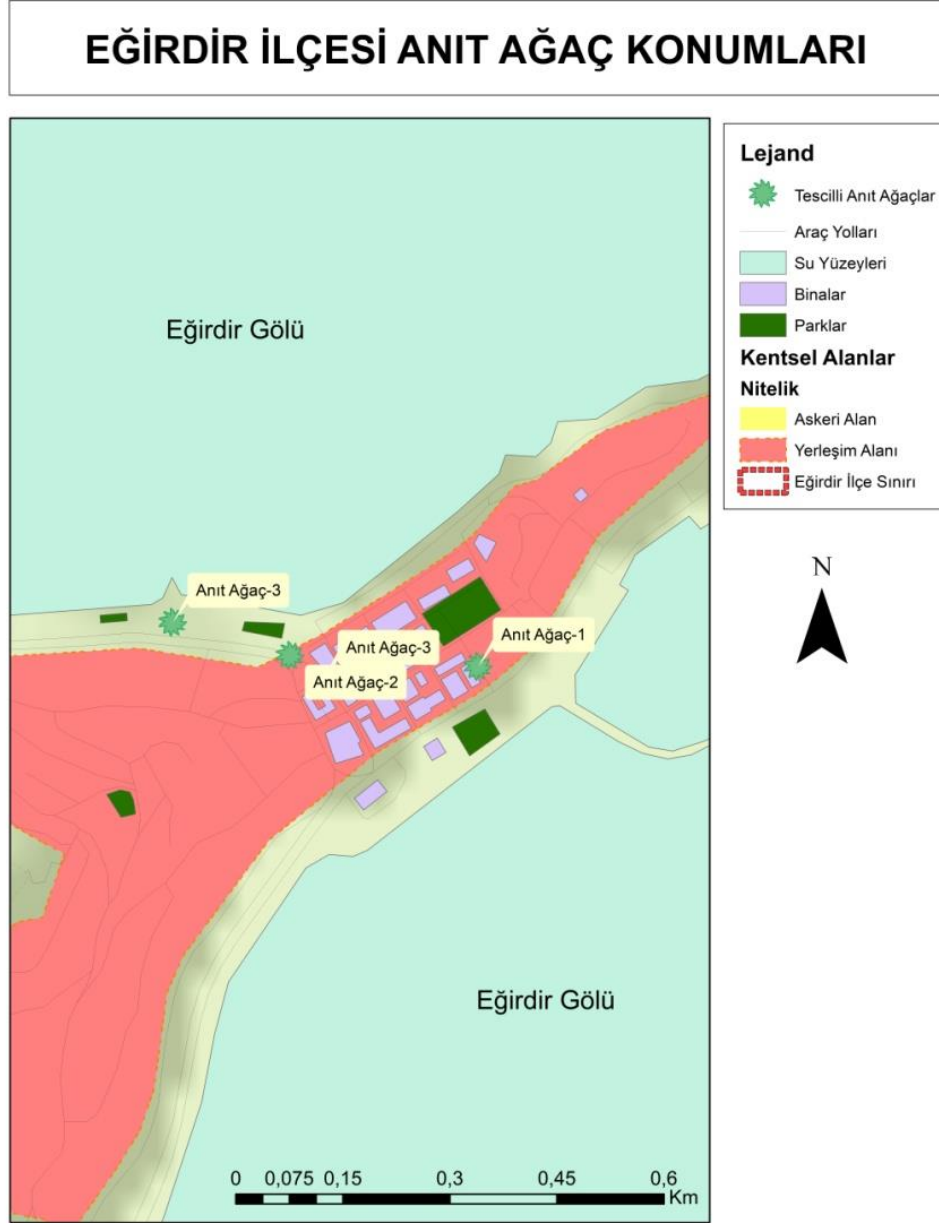 EĞİRDİR İLÇESİ ANIT AĞAÇ KONUMLARI
Eğirdir Gölü
Anıt Ağaç-3
Anıt Ağaç-1
Anıt Ağaç-3
Anıt Ağaç-2
Eğirdir Gölü
0 0,075 0,15 0,3 0,45 0,6
Km
Lejand
Tescilli Anıt Ağaçlar
Araç Yolları
Su Yüzeyleri
Binalar
Parklar
Kentsel Alanlar
Nitelik
Askeri Alan
Yerleşim Alanı
Eğirdir İlçe Sınırı
N